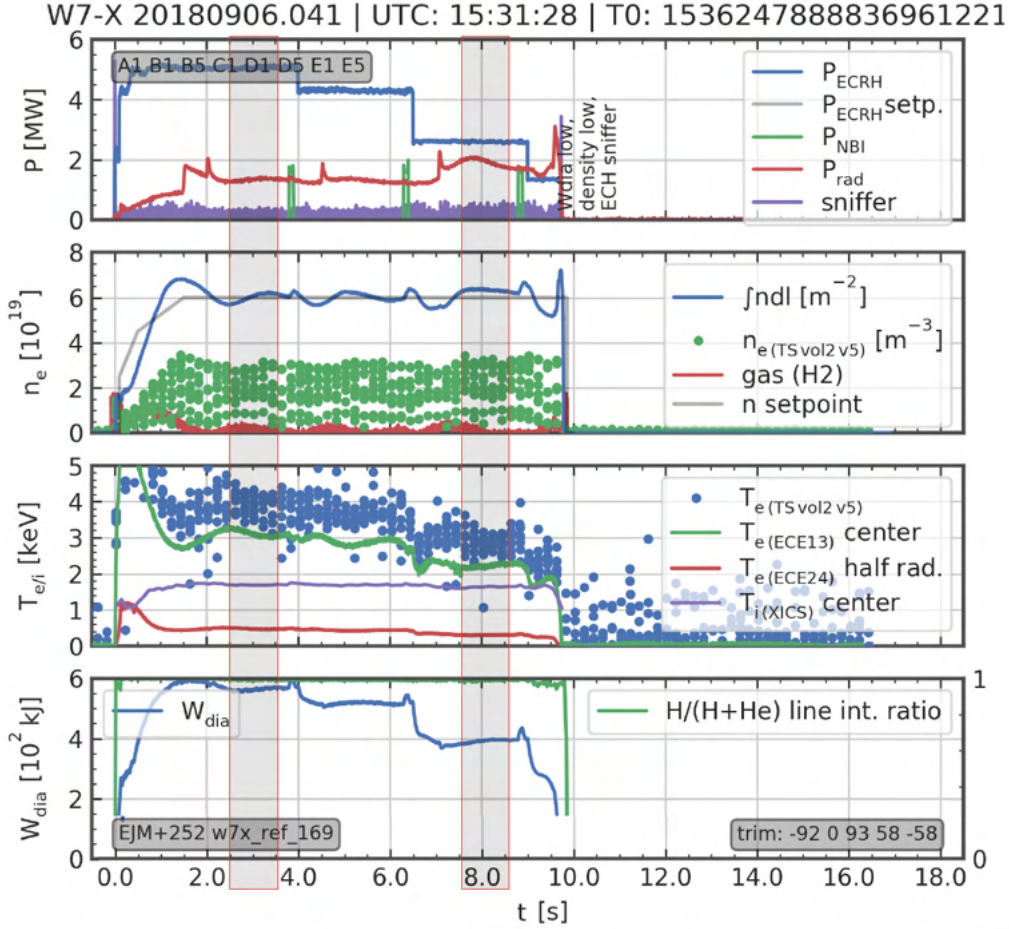 W7-X 20180906.041 | UTC: 15:31:28 | T0: 1536247888836961221
A1 B1 B5 C1 D1 D5 E1 E5
P [MW]
6
4
2
0
P_ECRH
P_ECRH setp.
P_NBI
P_rad
sniffer
Wdia low,
density low,
ECH sniffer
n_e [10^19]
8
6
4
2
0
∫ndl [m^−2]
n_e (TS vol2 v5) [m^−3]
gas (H2)
n setpoint
T_e/i [keV]
5
4
3
2
1
0
T_e (TS vol2 v5)
T_e (ECE13) center
T_e (ECE24) half rad.
T_i (XICS) center
W_dia [10^2 kJ]
6
4
2
0
W_dia
H/(H+He) line int. ratio
1
0
EJM+252 w7x_ref_169
trim: -92 0 93 58 -58
0.0 2.0 4.0 6.0 8.0 10.0 12.0 14.0 16.0 18.0
t [s]